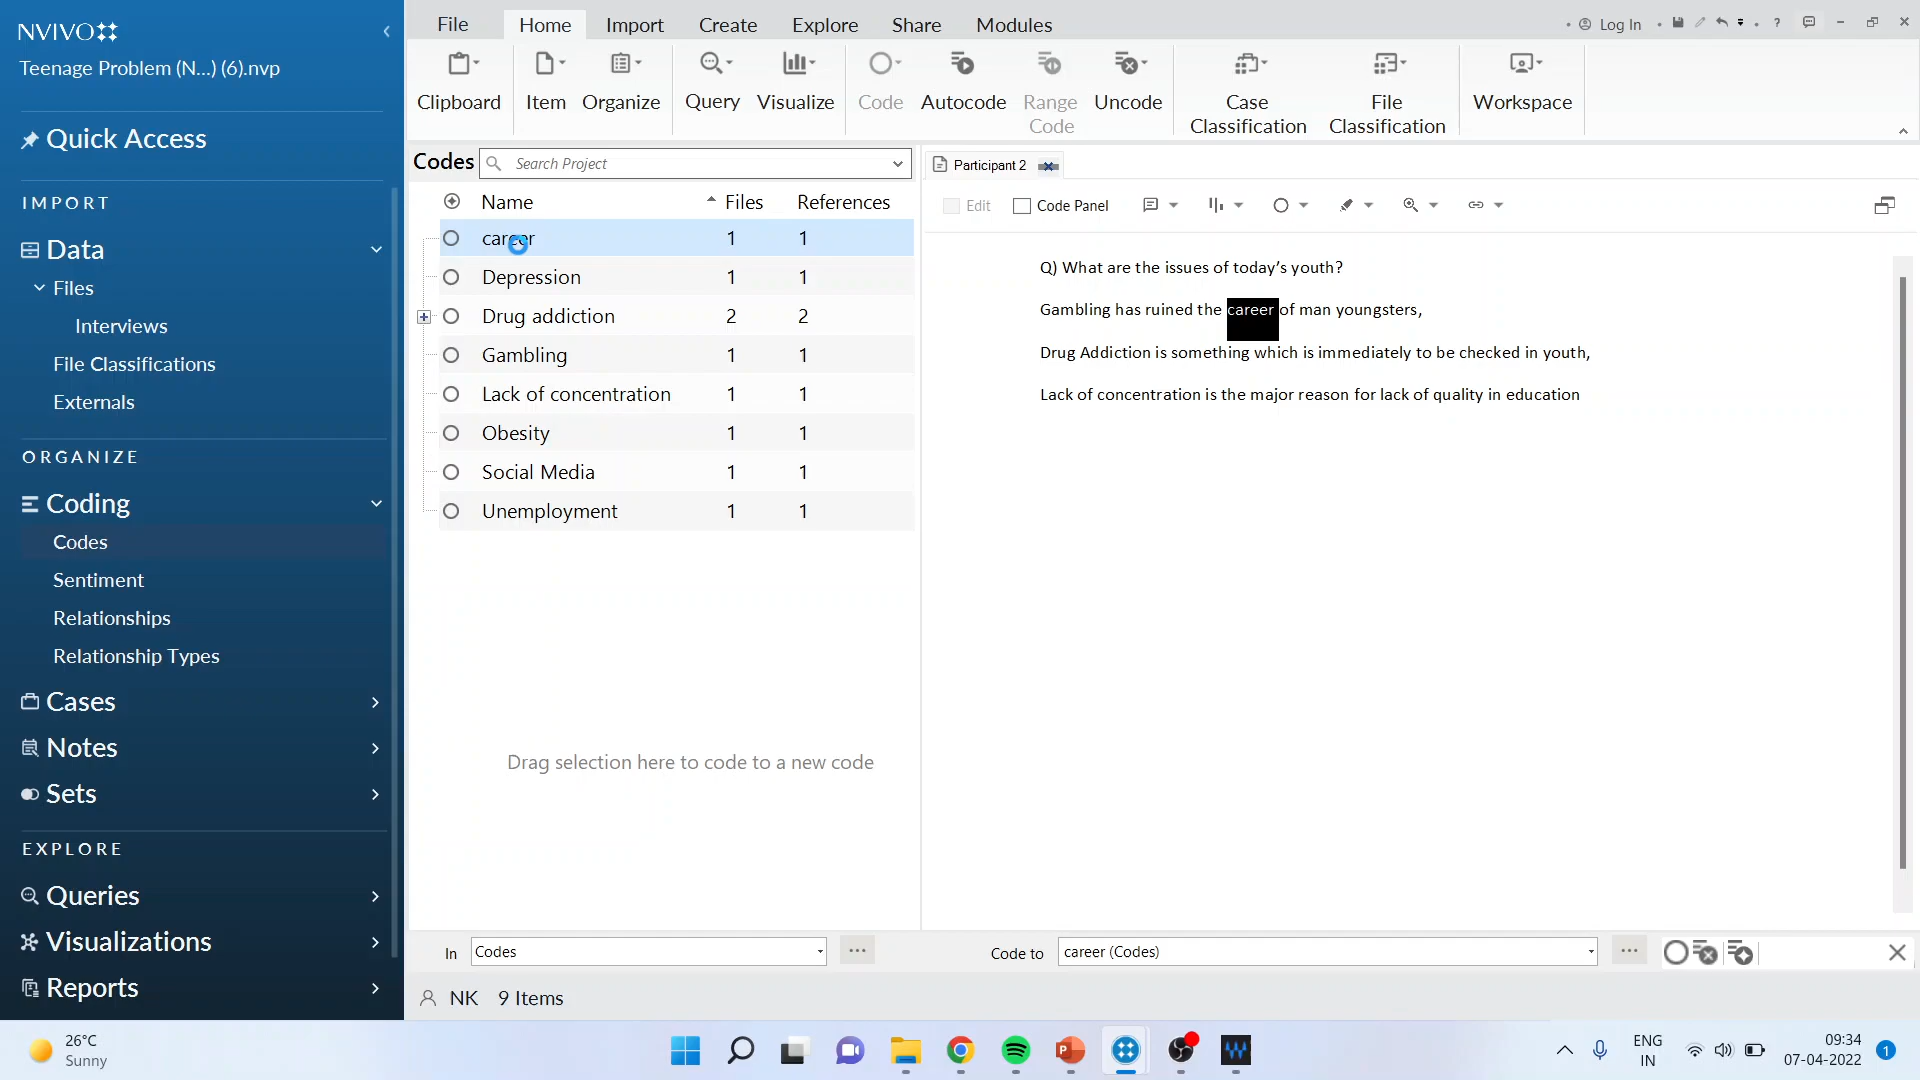 NVIVO
Teenage Problem (N...) (6).nvp
Quick Access
IMPORT
Data
Files
Interviews
File Classifications
Externals
ORGANIZE
Coding
Codes
Sentiment
Relationships
Relationship Types
Cases
Notes
Sets
EXPLORE
Queries
Visualizations
Reports
File Home Import Create Explore Share Modules
Log In
Clipboard Item Organize Query Visualize Code Autocode Range Code Uncode Case Classification File Classification Workspace
Codes Search Project
Name Files References
career 1 1
Depression 1 1
Drug addiction 2 2
Gambling 1 1
Lack of concentration 1 1
Obesity 1 1
Social Media 1 1
Unemployment 1 1
Drag selection here to code to a new code
Participant 2
Edit Code Panel
Q) What are the issues of today's youth?
Gambling has ruined the career of man youngsters,
Drug Addiction is something which is immediately to be checked in youth,
Lack of concentration is the major reason for lack of quality in education
In Codes ... Code to career (Codes) ...
NK 9 Items
26°C
Sunny
ENG
IN
09:34
07-04-2022
1